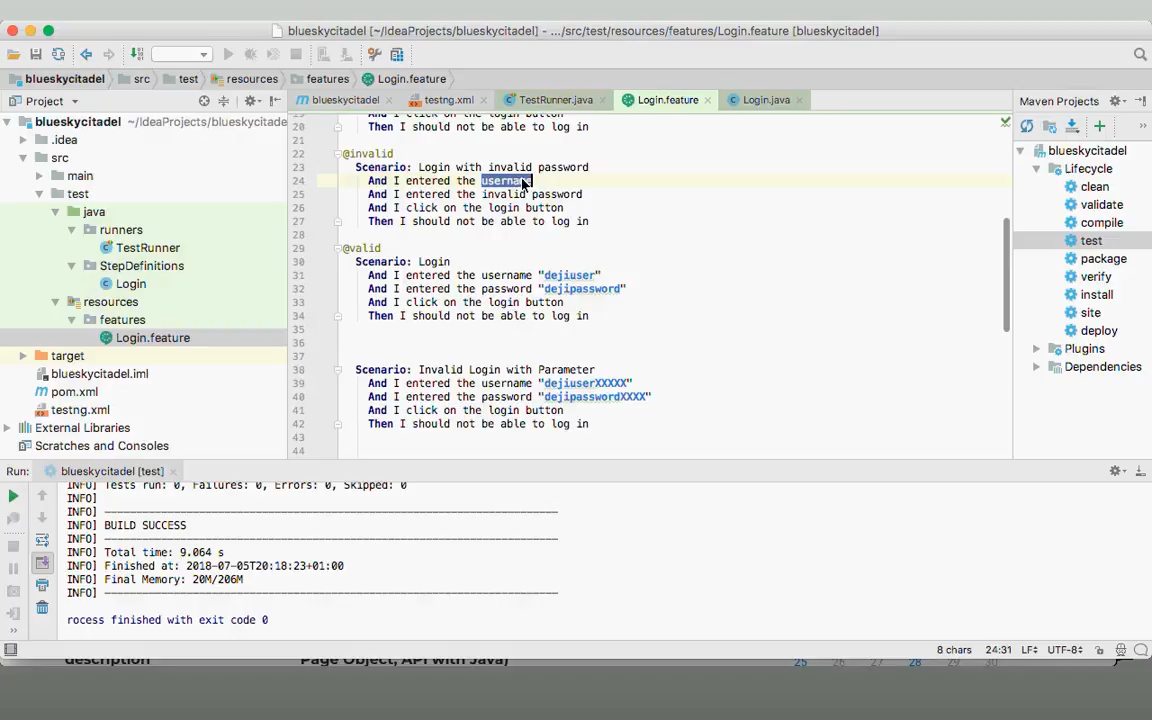 blueskycitadel [~/IdeaProjects/blueskycitadel] - .../src/test/resources/features/Login.feature [blueskycitadel]
blueskycitadel src test resources features Login.feature
Project blueskycitadel testng.xml TestRunner.java Login.feature Login.java Maven Projects
blueskycitadel ~/IdeaProjects/blueskycitade
.idea
src
main
test
java
runners
TestRunner
StepDefinitions
Login
resources
features
Login.feature
target
blueskycitadel.iml
pom.xml
testng.xml
External Libraries
Scratches and Consoles
19 And I click on the login button
20 Then I should not be able to log in
21
22 @invalid
23 Scenario: Login with invalid password
24 And I entered the username
25 And I entered the invalid password
26 And I click on the login button
27 Then I should not be able to log in
28
29 @valid
30 Scenario: Login
31 And I entered the username "dejiuser"
32 And I entered the password "dejipassword"
33 And I click on the login button
34 Then I should not be able to log in
35
36
37
38 Scenario: Invalid Login with Parameter
39 And I entered the username "dejiuserXXXXX"
40 And I entered the password "dejipasswordXXXX"
41 And I click on the login button
42 Then I should not be able to log in
43
44
blueskycitadel
Lifecycle
clean
validate
compile
test
package
verify
install
site
deploy
Plugins
Dependencies
Run: blueskycitadel [test]
INFO] Tests run: 0, Failures: 0, Errors: 0, Skipped: 0
INFO]
INFO] ------------------------------------------------------------------------
INFO] BUILD SUCCESS
INFO] ------------------------------------------------------------------------
INFO] Total time: 9.064 s
INFO] Finished at: 2018-07-05T20:18:23+01:00
INFO] Final Memory: 20M/206M
INFO] ------------------------------------------------------------------------
rocess finished with exit code 0
8 chars 24:31 LF UTF-8
description Page Object, API with Java) 25 26 27 28 29 30